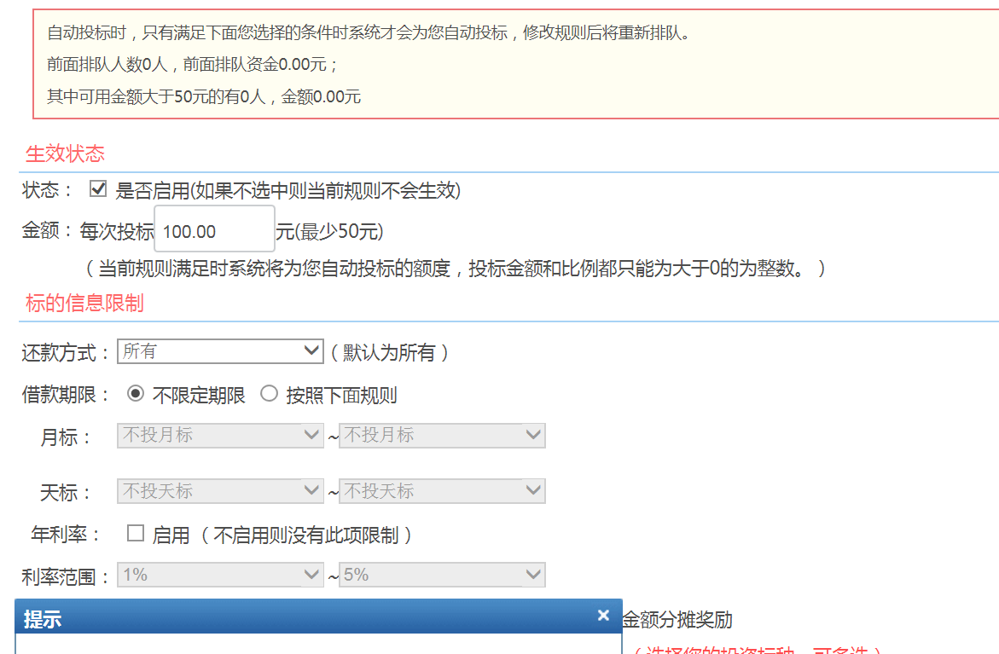 自动投标时，只有满足下面您选择的条件时系统才会为您自动投标，修改规则后将重新排队。
前面排队人数0人，前面排队资金0.00元；
其中可用金额大于50元的有0人，金额0.00元
生效状态
状态： 是否启用(如果不选中则当前规则不会生效)
金额：每次投标 100.00 元(最少50元)
（当前规则满足时系统将为您自动投标的额度，投标金额和比例都只能为大于0的为整数。）
标的信息限制
还款方式： 所有 （默认为所有）
借款期限： 不限定期限 按照下面规则
月标： 不投月标 ~ 不投月标
天标： 不投天标 ~ 不投天标
年利率： 启用（不启用则没有此项限制）
利率范围： 1% ~ 5%
提示 × 金额分摊奖励
（选择您的投资标种，可多选）